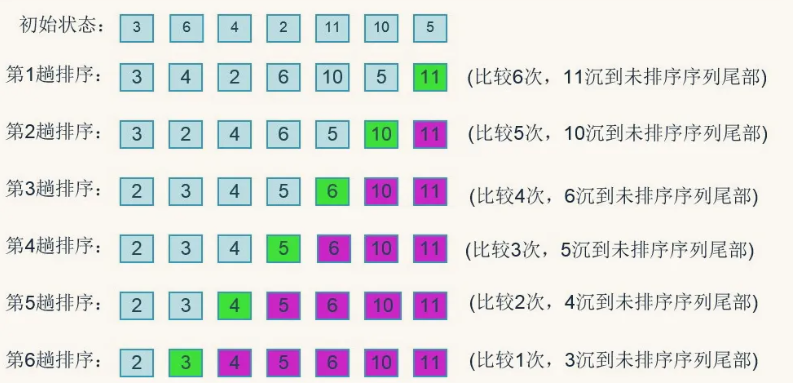 初始状态： 3 6 4 2 11 10 5
第1趟排序： 3 4 2 6 10 5 11 (比较6次，11沉到未排序序列尾部)
第2趟排序： 3 2 4 6 5 10 11 (比较5次，10沉到未排序序列尾部)
第3趟排序： 2 3 4 5 6 10 11 (比较4次，6沉到未排序序列尾部)
第4趟排序： 2 3 4 5 6 10 11 (比较3次，5沉到未排序序列尾部)
第5趟排序： 2 3 4 5 6 10 11 (比较2次，4沉到未排序序列尾部)
第6趟排序： 2 3 4 5 6 10 11 (比较1次，3沉到未排序序列尾部)